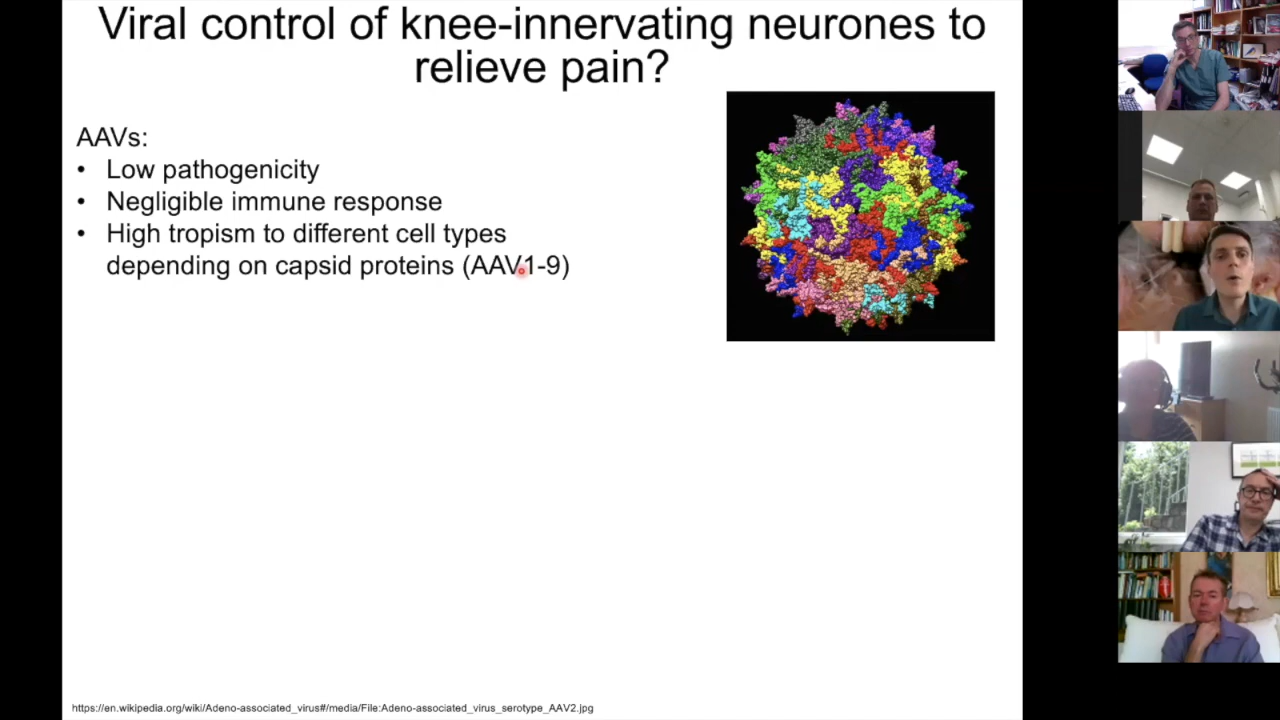 Viral control of knee-innervating neurones to
relieve pain?
AAVs:
• Low pathogenicity
• Negligible immune response
• High tropism to different cell types
depending on capsid proteins (AAV1-9)
https://en.wikipedia.org/wiki/Adeno-associated_virus#/media/File:Adeno-associated_virus_serotype_AAV2.jpg